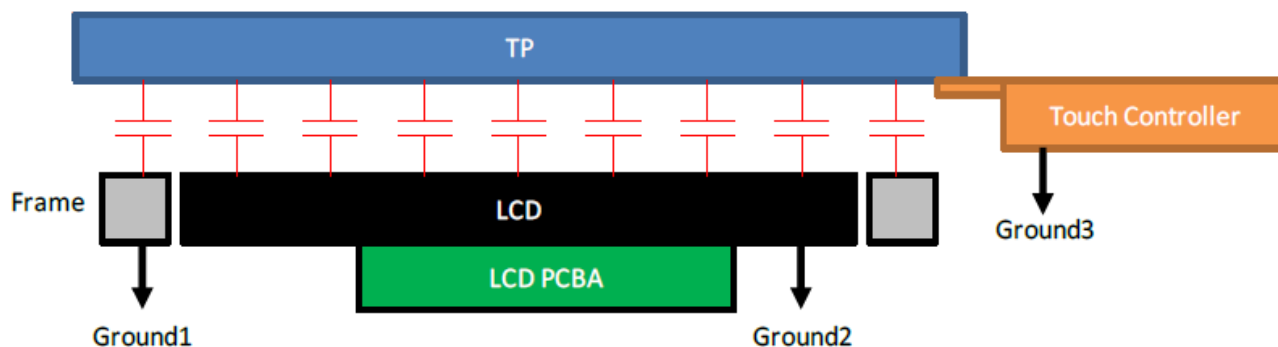 TP
Touch Controller
Frame
LCD
Ground3
LCD PCBA
Ground1
Ground2